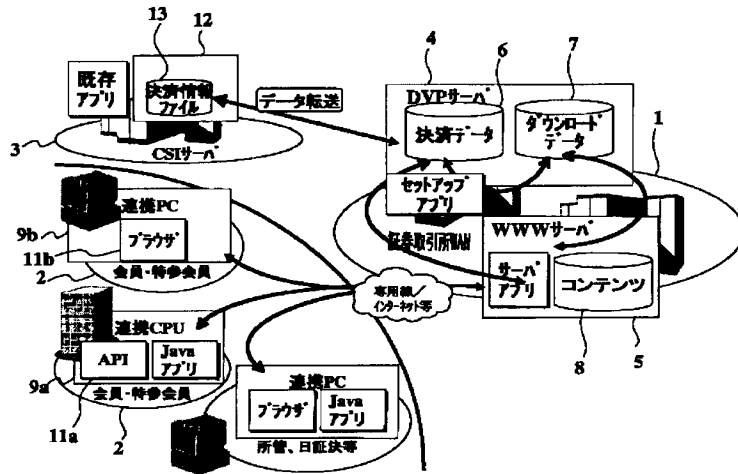 13
12
既存
アプリ
決済情報
ファイル
データ転送
3
CSIサーバ
4
6
7
DVPサーバ
決済データ
ダウンロード
データ
1
セットアップ
アプリ
証券取引所WAN
WWWサーバ
サーバ
アプリ
コンテンツ
8
5
連携PC
9b
ブラウザ
11b
2
会員・特参会員
専用線/
インターネット等
連携CPU
API
Java
アプリ
9a
会員・特参会員
11a
2
連携PC
ブラウザ
Java
アプリ
所管、日証決等